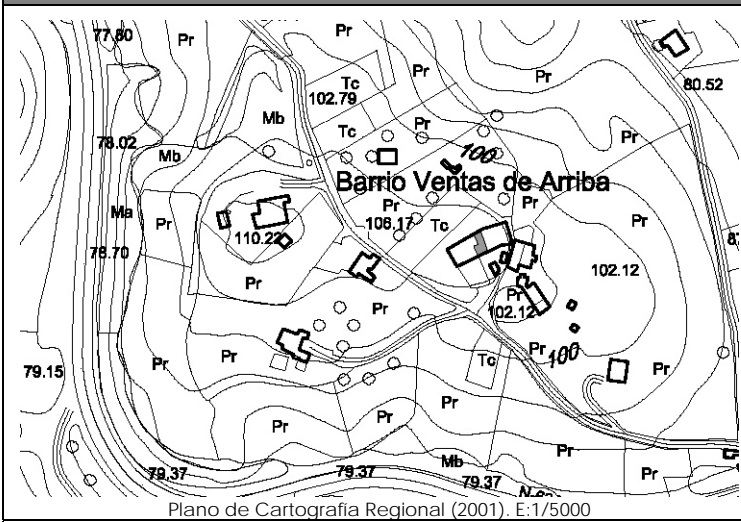 77.80
Pr
Pr
Tc
102.79
Pr
80.52
Mb
Tc
Pr
Pr
78.02
Mb
100
Barrio Ventas de Arriba
Ma
Pr
Pr
106.17
Tc
Pr
Pr
110.22
78.70
102.12
Pr
Pr
102.12
Pr
79.15
Pr
Pr
Tc
Pr
100
Pr
Pr
Pr
Pr
Pr
Mb
79.37
79.37
79.37
Pr
Plano de Cartografía Regional (2001). E:1/5000